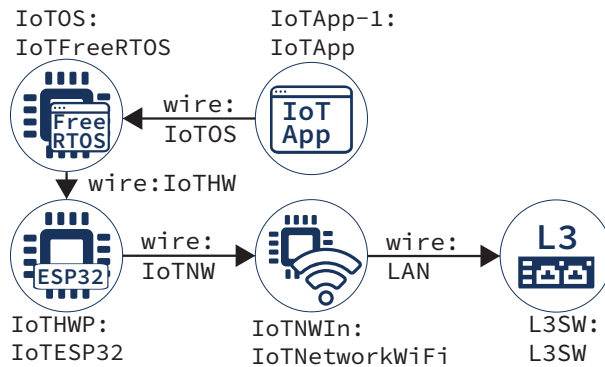 IoTOS:
IoTFreeRTOS
IoTApp-1:
IoTApp
Free
RTOS
wire:
IoTOS
IoT
App
wire:IoTHW
ESP32
wire:
IoTNW
wire:
LAN
L3
IoTHWP:
IoTESP32
IoTNWIn:
IoTNetworkWiFi
L3SW:
L3SW